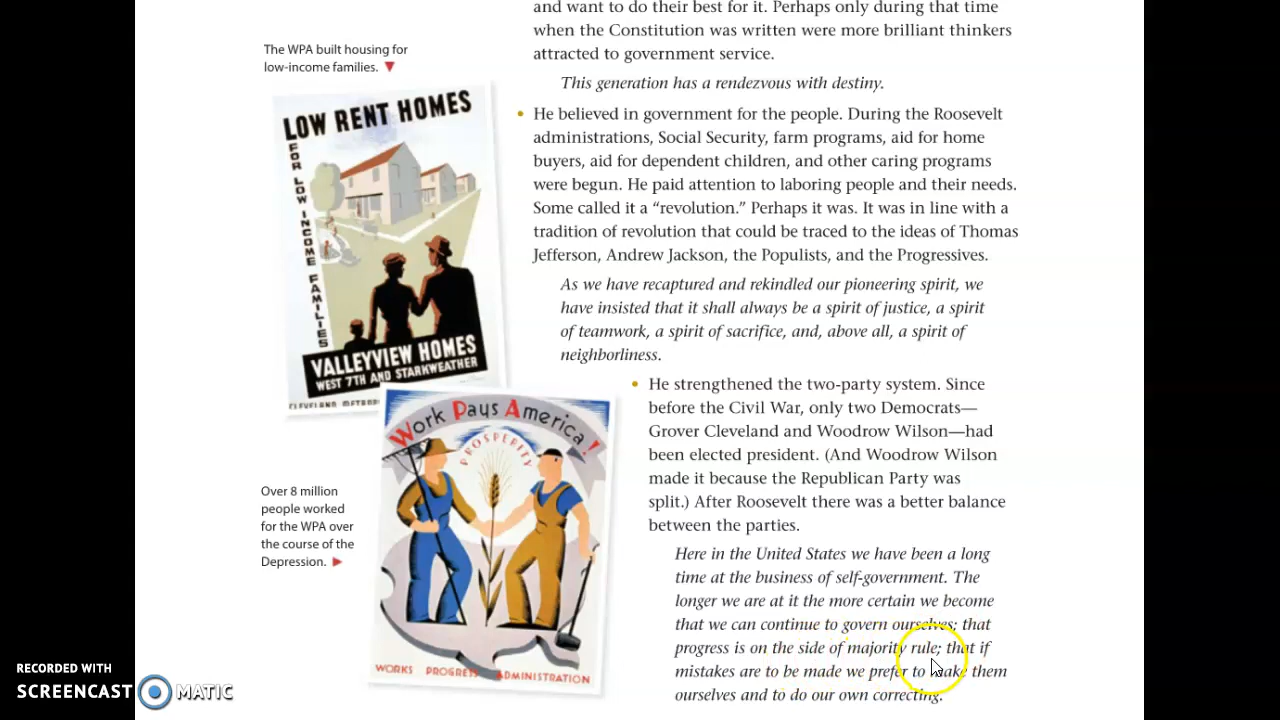 and want to do their best for it. Perhaps only during that time
when the Constitution was written were more brilliant thinkers
attracted to government service.
This generation has a rendezvous with destiny.
• He believed in government for the people. During the Roosevelt
administrations, Social Security, farm programs, aid for home
buyers, aid for dependent children, and other caring programs
were begun. He paid attention to laboring people and their needs.
Some called it a “revolution.” Perhaps it was. It was in line with a
tradition of revolution that could be traced to the ideas of Thomas
Jefferson, Andrew Jackson, the Populists, and the Progressives.
As we have recaptured and rekindled our pioneering spirit, we
have insisted that it shall always be a spirit of justice, a spirit
of teamwork, a spirit of sacrifice, and, above all, a spirit of
neighborliness.
• He strengthened the two-party system. Since
before the Civil War, only two Democrats—
Grover Cleveland and Woodrow Wilson—had
been elected president. (And Woodrow Wilson
made it because the Republican Party was
split.) After Roosevelt there was a better balance
between the parties.
Here in the United States we have been a long
time at the business of self-government. The
longer we are at it the more certain we become
that we can continue to govern ourselves; that
progress is on the side of majority rule; that if
mistakes are to be made we prefer to make them
ourselves and to do our own correcting.
The WPA built housing for
low-income families.
LOW RENT HOMES
FOR LOW INCOME FAMILIES
VALLEYVIEW HOMES
WEST 7TH AND STARKWEATHER
CLEVELAND
Work Pays America!
PROSPERITY
WORKS PROGRESS ADMINISTRATION
Over 8 million
people worked
for the WPA over
the course of the
Depression.
RECORDED WITH
SCREENCAST MATIC